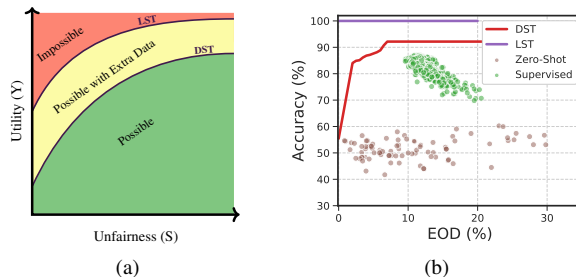 Utility (Y)
Impossible
LST
Possible with Extra Data
DST
Possible
Unfairness (S)
(a)
Accuracy (%)
100
90
80
70
60
50
40
30
0
10
20
30
EOD (%)
DST
LST
Zero-Shot
Supervised
(b)